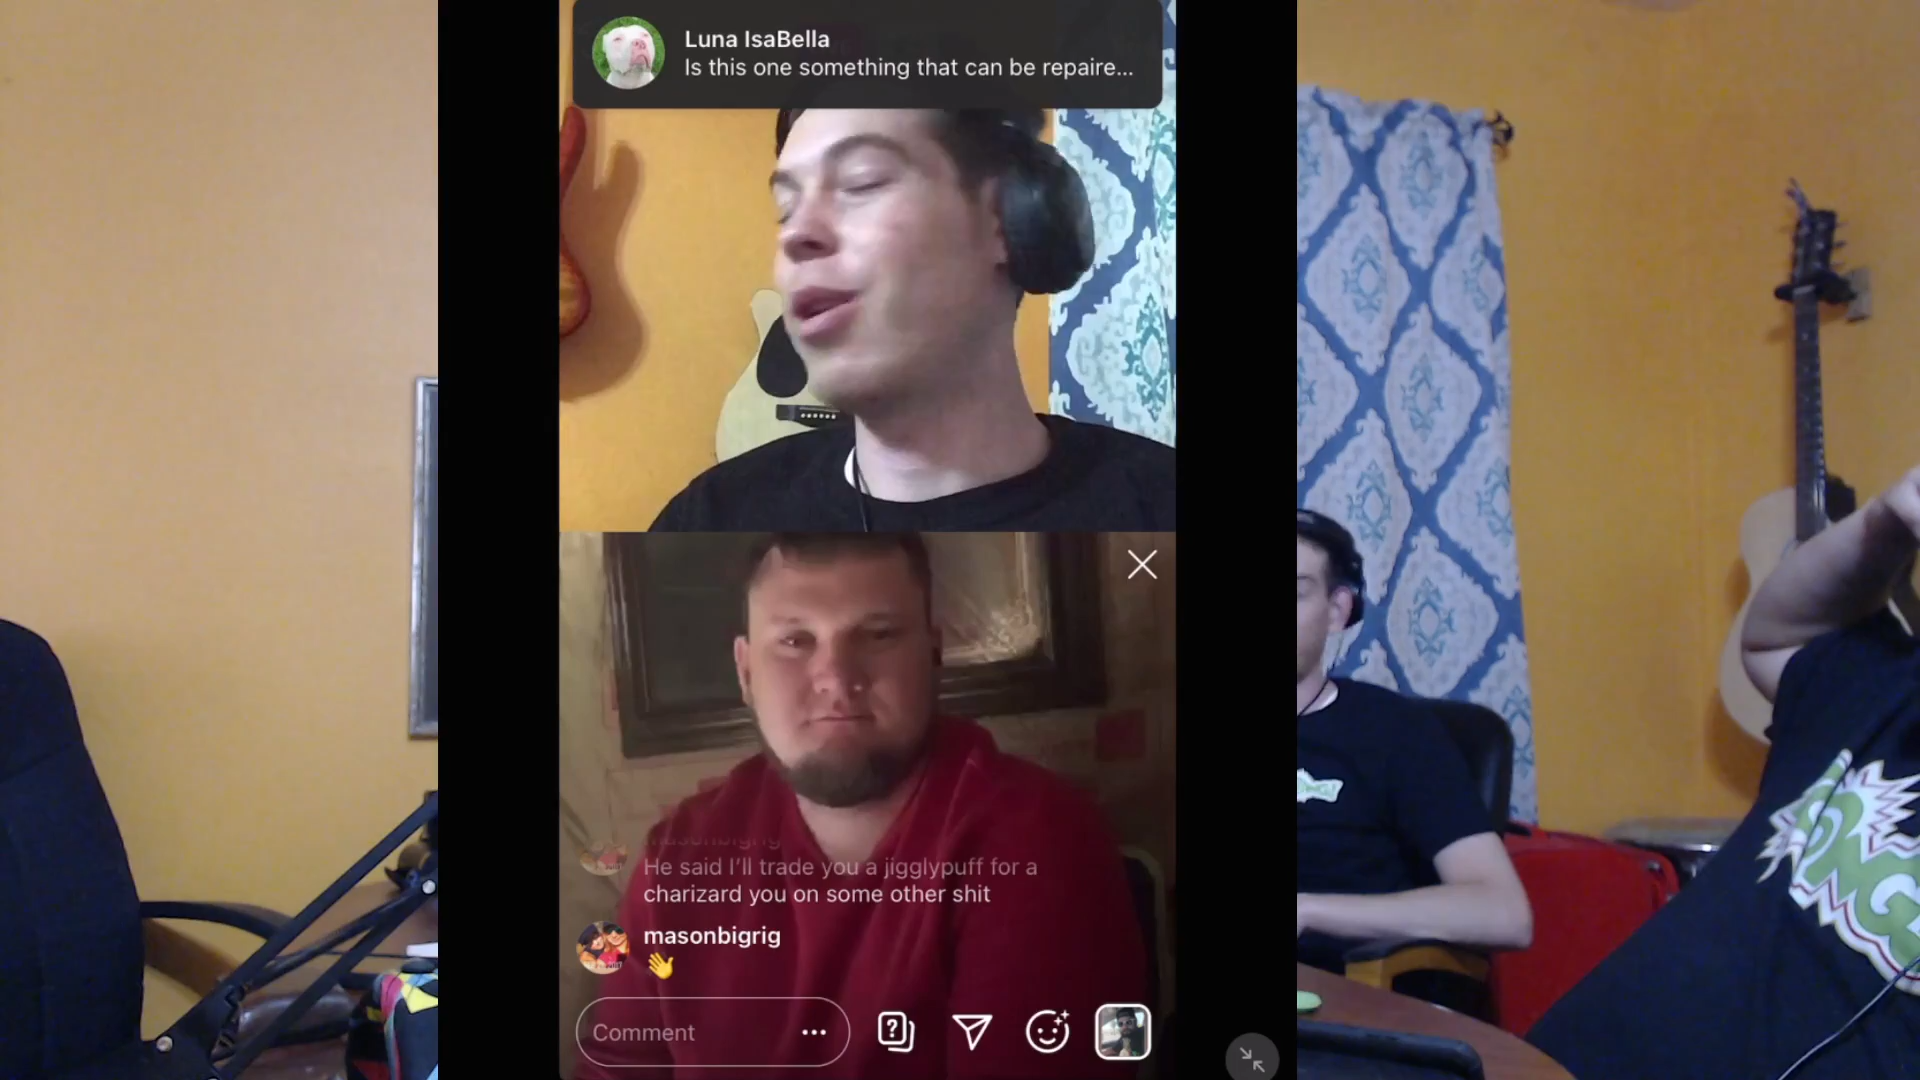 Luna IsaBella
Is this one something that can be repaire...
masonbigrig
He said I'll trade you a jigglypuff for a
charizard you on some other shit
masonbigrig
👋
Comment